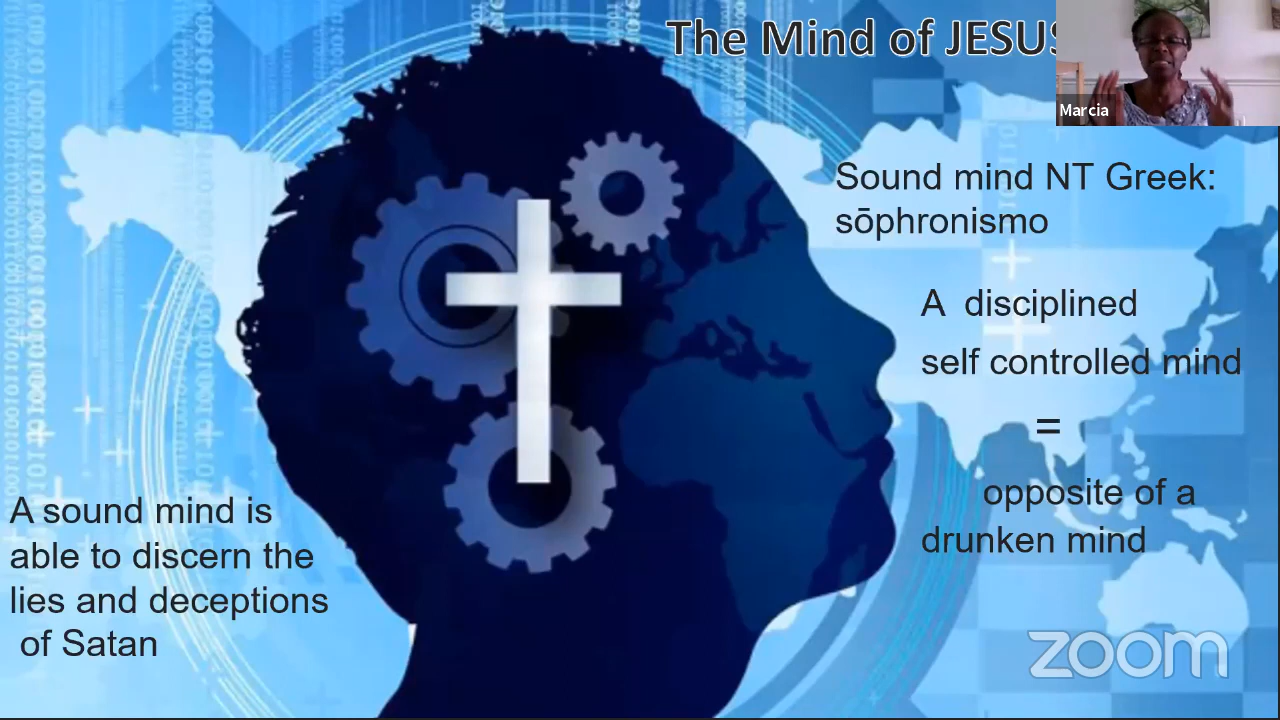 The Mind of JESUS
Marcia
Sound mind NT Greek:
sōphronismo
A disciplined
self controlled mind
=
opposite of a
drunken mind
A sound mind is
able to discern the
lies and deceptions
of Satan
zoom